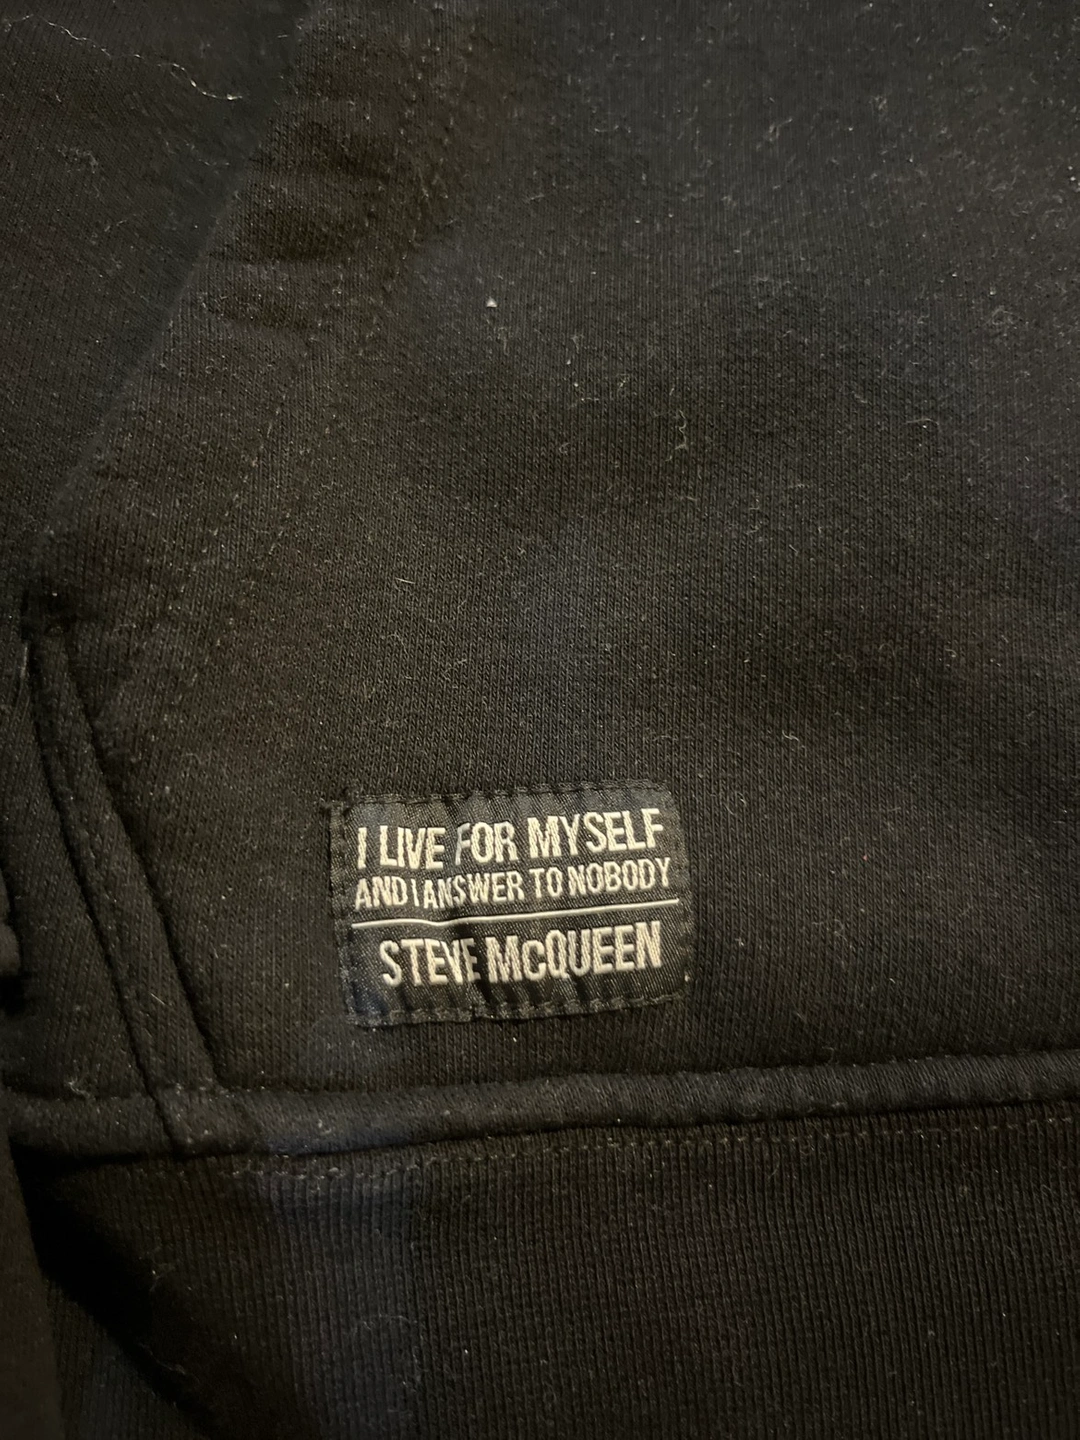 I LIVE FOR MYSELF
AND I ANSWER TO NOBODY
STEVE McQUEEN